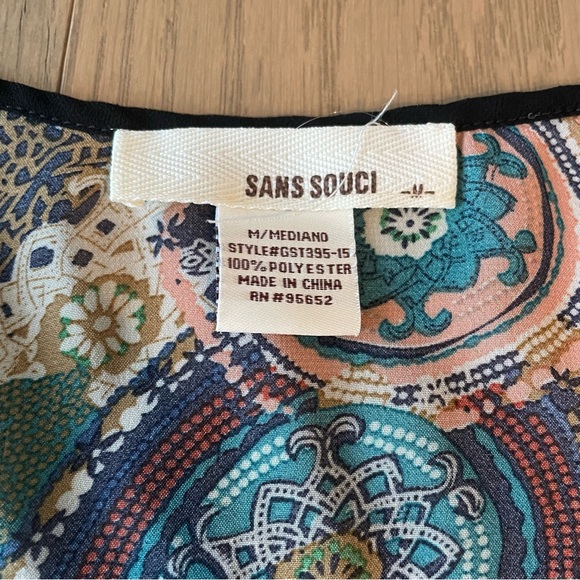 SANS SOUCI -M-
M/MEDIANO
STYLE#GST395-15
100%POLYESTER
MADE IN CHINA
RN#95652